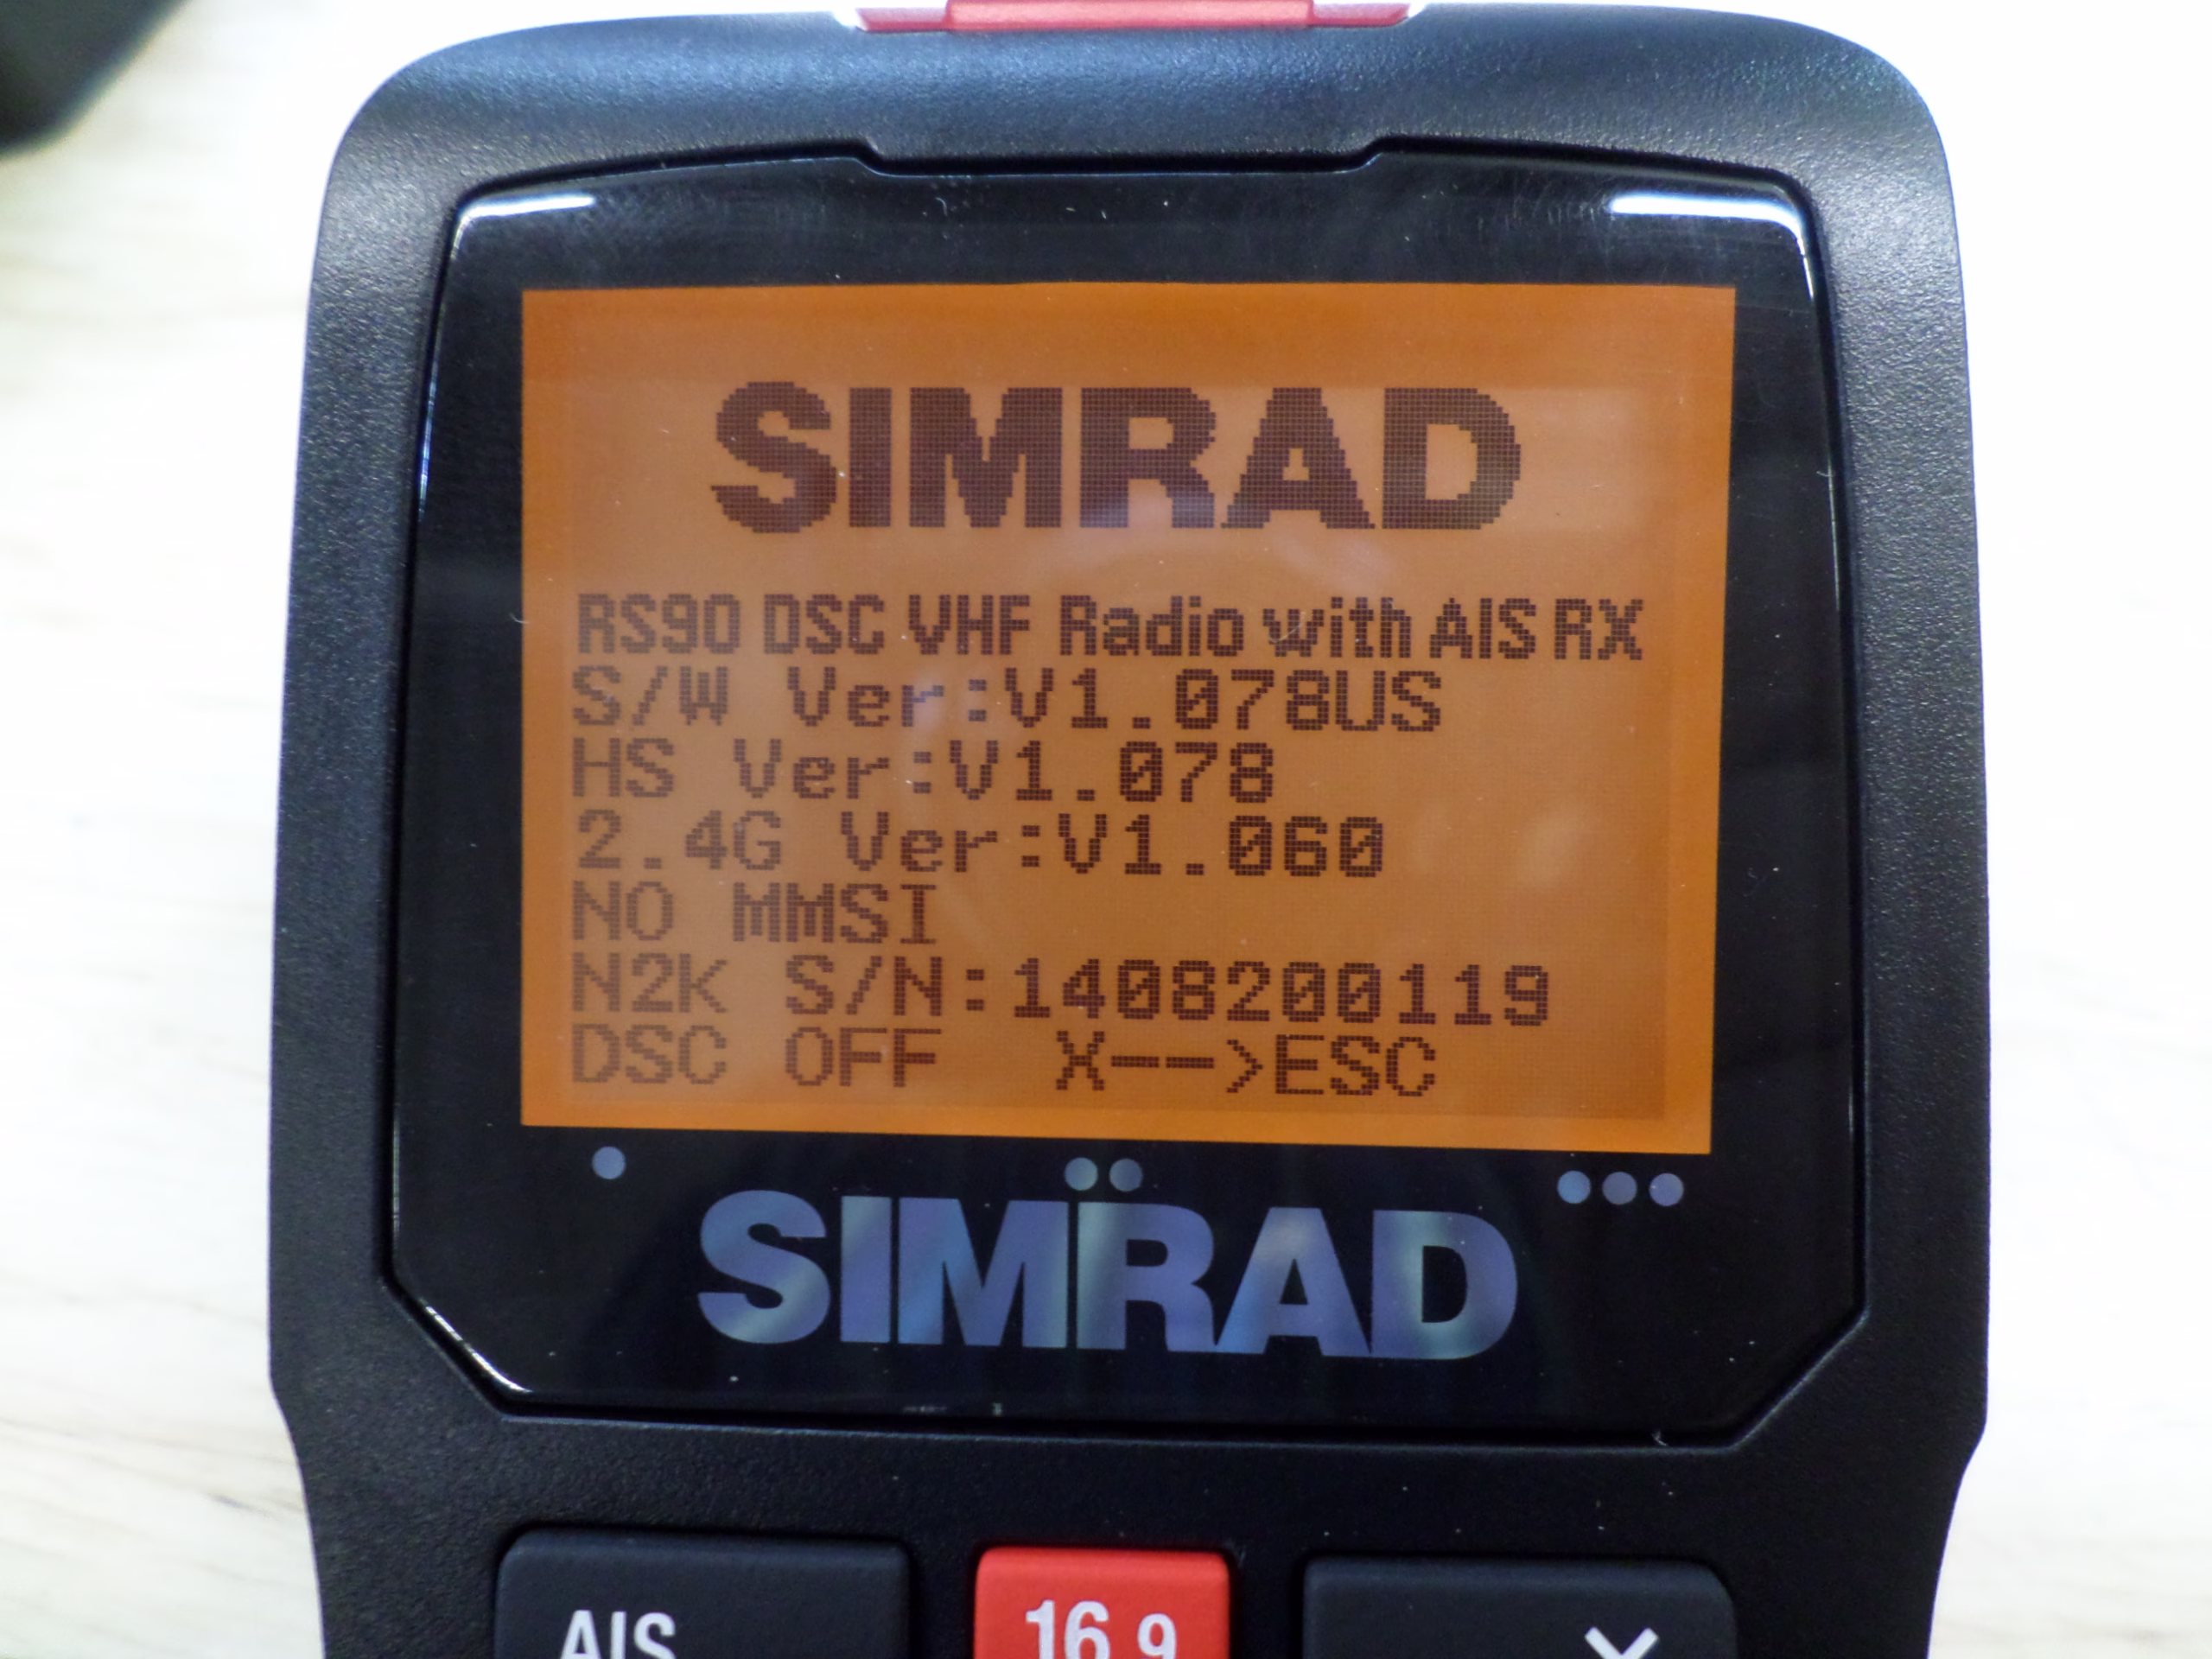 SIMRAD
RS90 DSC VHF Radio with AIS RX
S/W Ver:V1.078US
HS Ver:V1.078
2.4G Ver:V1.060
NO MMSI
N2K S/N:1408200119
DSC OFF X-->ESC
SIMRAD
AIS 16 9 X